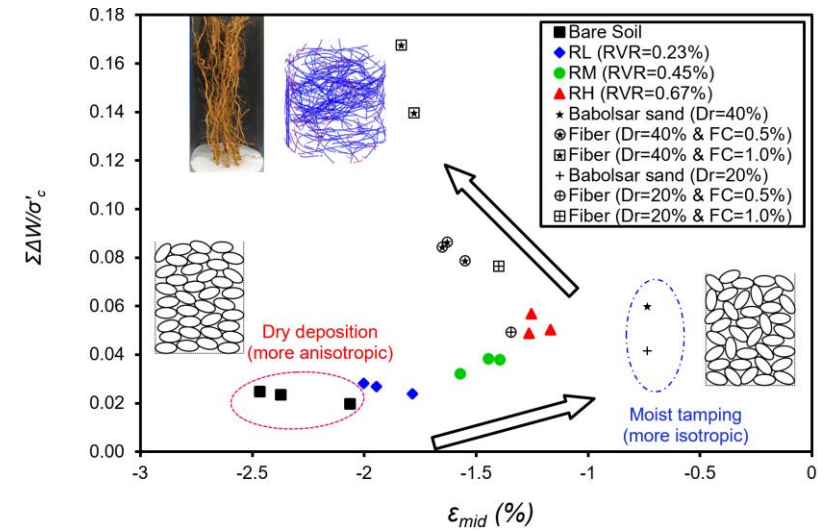 0.18
0.16
0.14
0.12
0.10
0.08
0.06
0.04
0.02
0.00
ΣΔW/σ'c
-3
-2.5
-2
-1.5
-1
-0.5
0
εmid (%)
Bare Soil
RL (RVR=0.23%)
RM (RVR=0.45%)
RH (RVR=0.67%)
Babolsar sand (Dr=40%)
Fiber (Dr=40% & FC=0.5%)
Fiber (Dr=40% & FC=1.0%)
Babolsar sand (Dr=20%)
Fiber (Dr=20% & FC=0.5%)
Fiber (Dr=20% & FC=1.0%)
Dry deposition
(more anisotropic)
Moist tamping
(more isotropic)